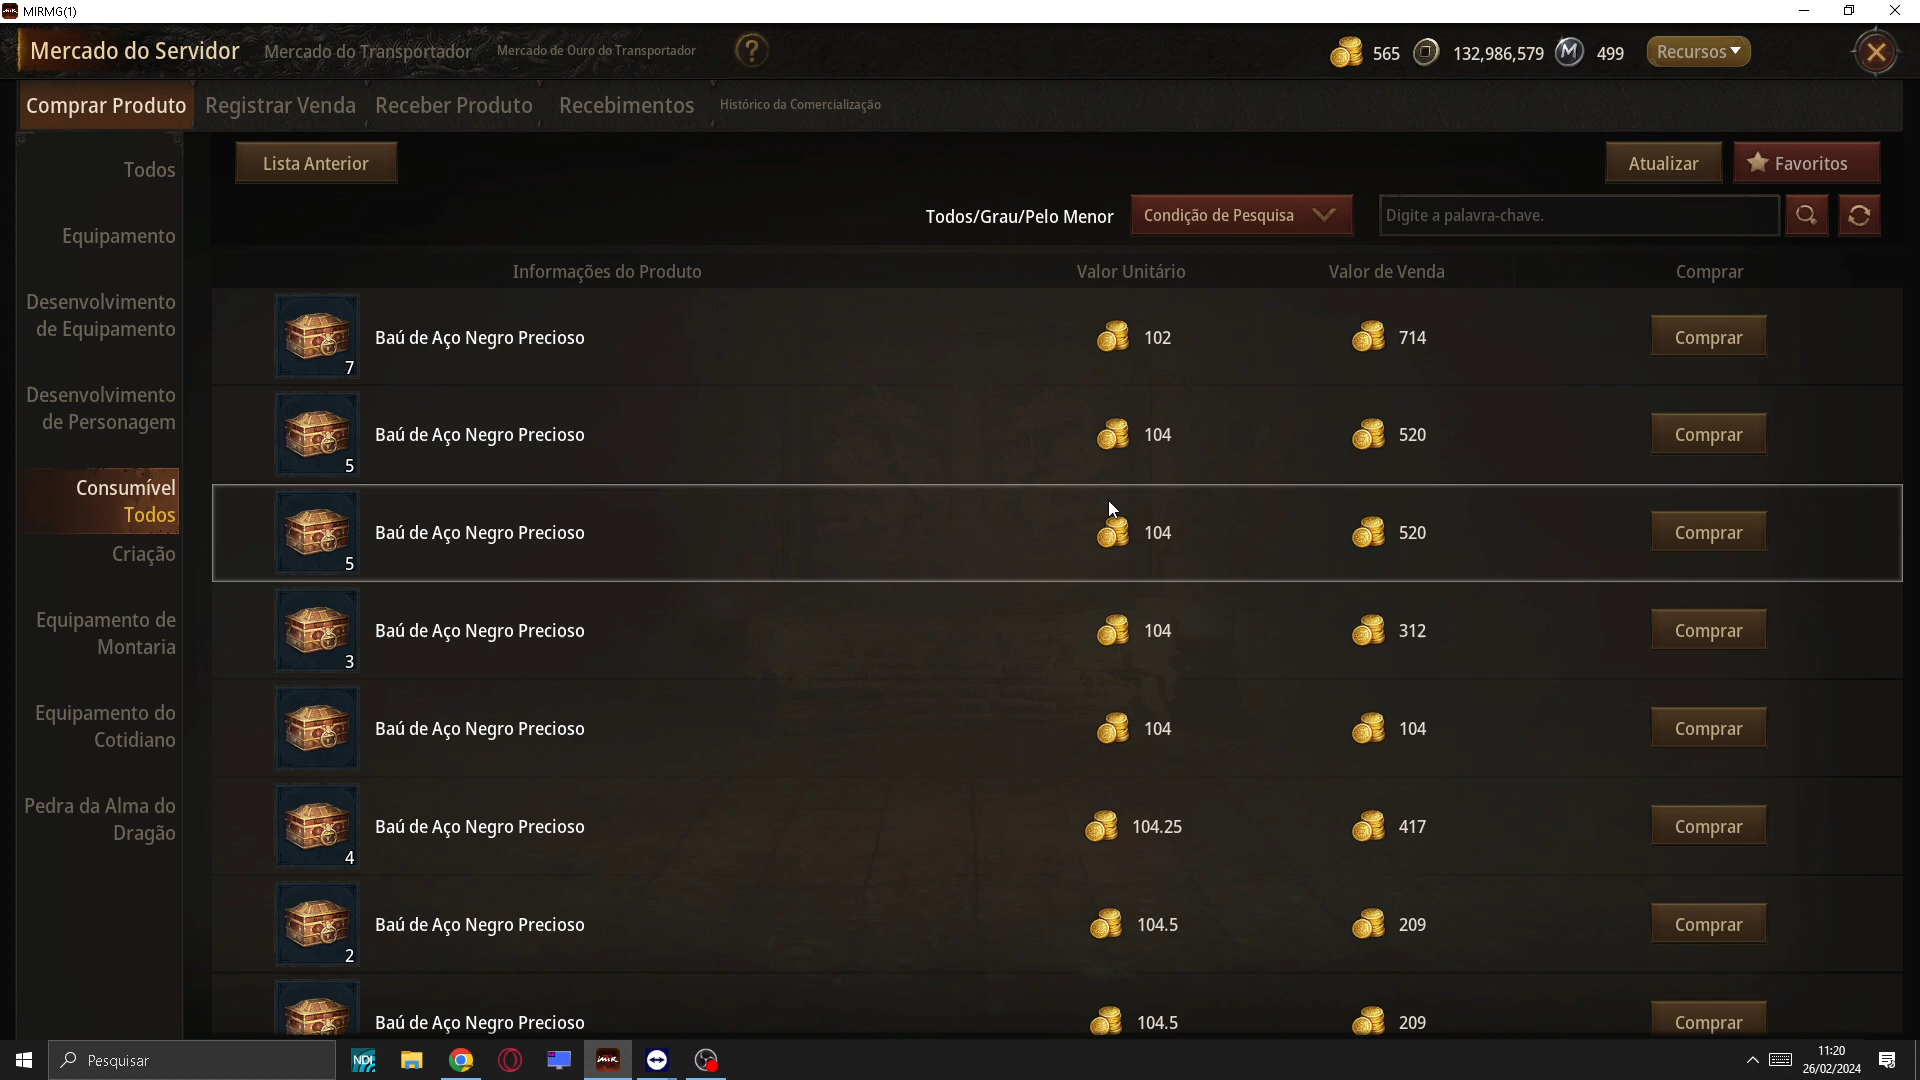 MIRMG(1)
Mercado do Servidor Mercado do Transportador Mercado de Ouro do Transportador ? 565 132,986,579 M 499 Recursos
Comprar Produto Registrar Venda Receber Produto Recebimentos Histórico da Comercialização
Todos
Equipamento
Desenvolvimento
de Equipamento
Desenvolvimento
de Personagem
Consumível
Todos
Criação
Equipamento de
Montaria
Equipamento do
Cotidiano
Pedra da Alma do
Dragão
Lista Anterior Atualizar Favoritos
Todos/Grau/Pelo Menor Condição de Pesquisa Digite a palavra-chave.
Informações do Produto Valor Unitário Valor de Venda Comprar
7 Baú de Aço Negro Precioso 102 714 Comprar
5 Baú de Aço Negro Precioso 104 520 Comprar
5 Baú de Aço Negro Precioso 104 520 Comprar
3 Baú de Aço Negro Precioso 104 312 Comprar
Baú de Aço Negro Precioso 104 104 Comprar
4 Baú de Aço Negro Precioso 104.25 417 Comprar
2 Baú de Aço Negro Precioso 104.5 209 Comprar
Baú de Aço Negro Precioso 104.5 209 Comprar
Pesquisar NDI MIR 11:20
26/02/2024